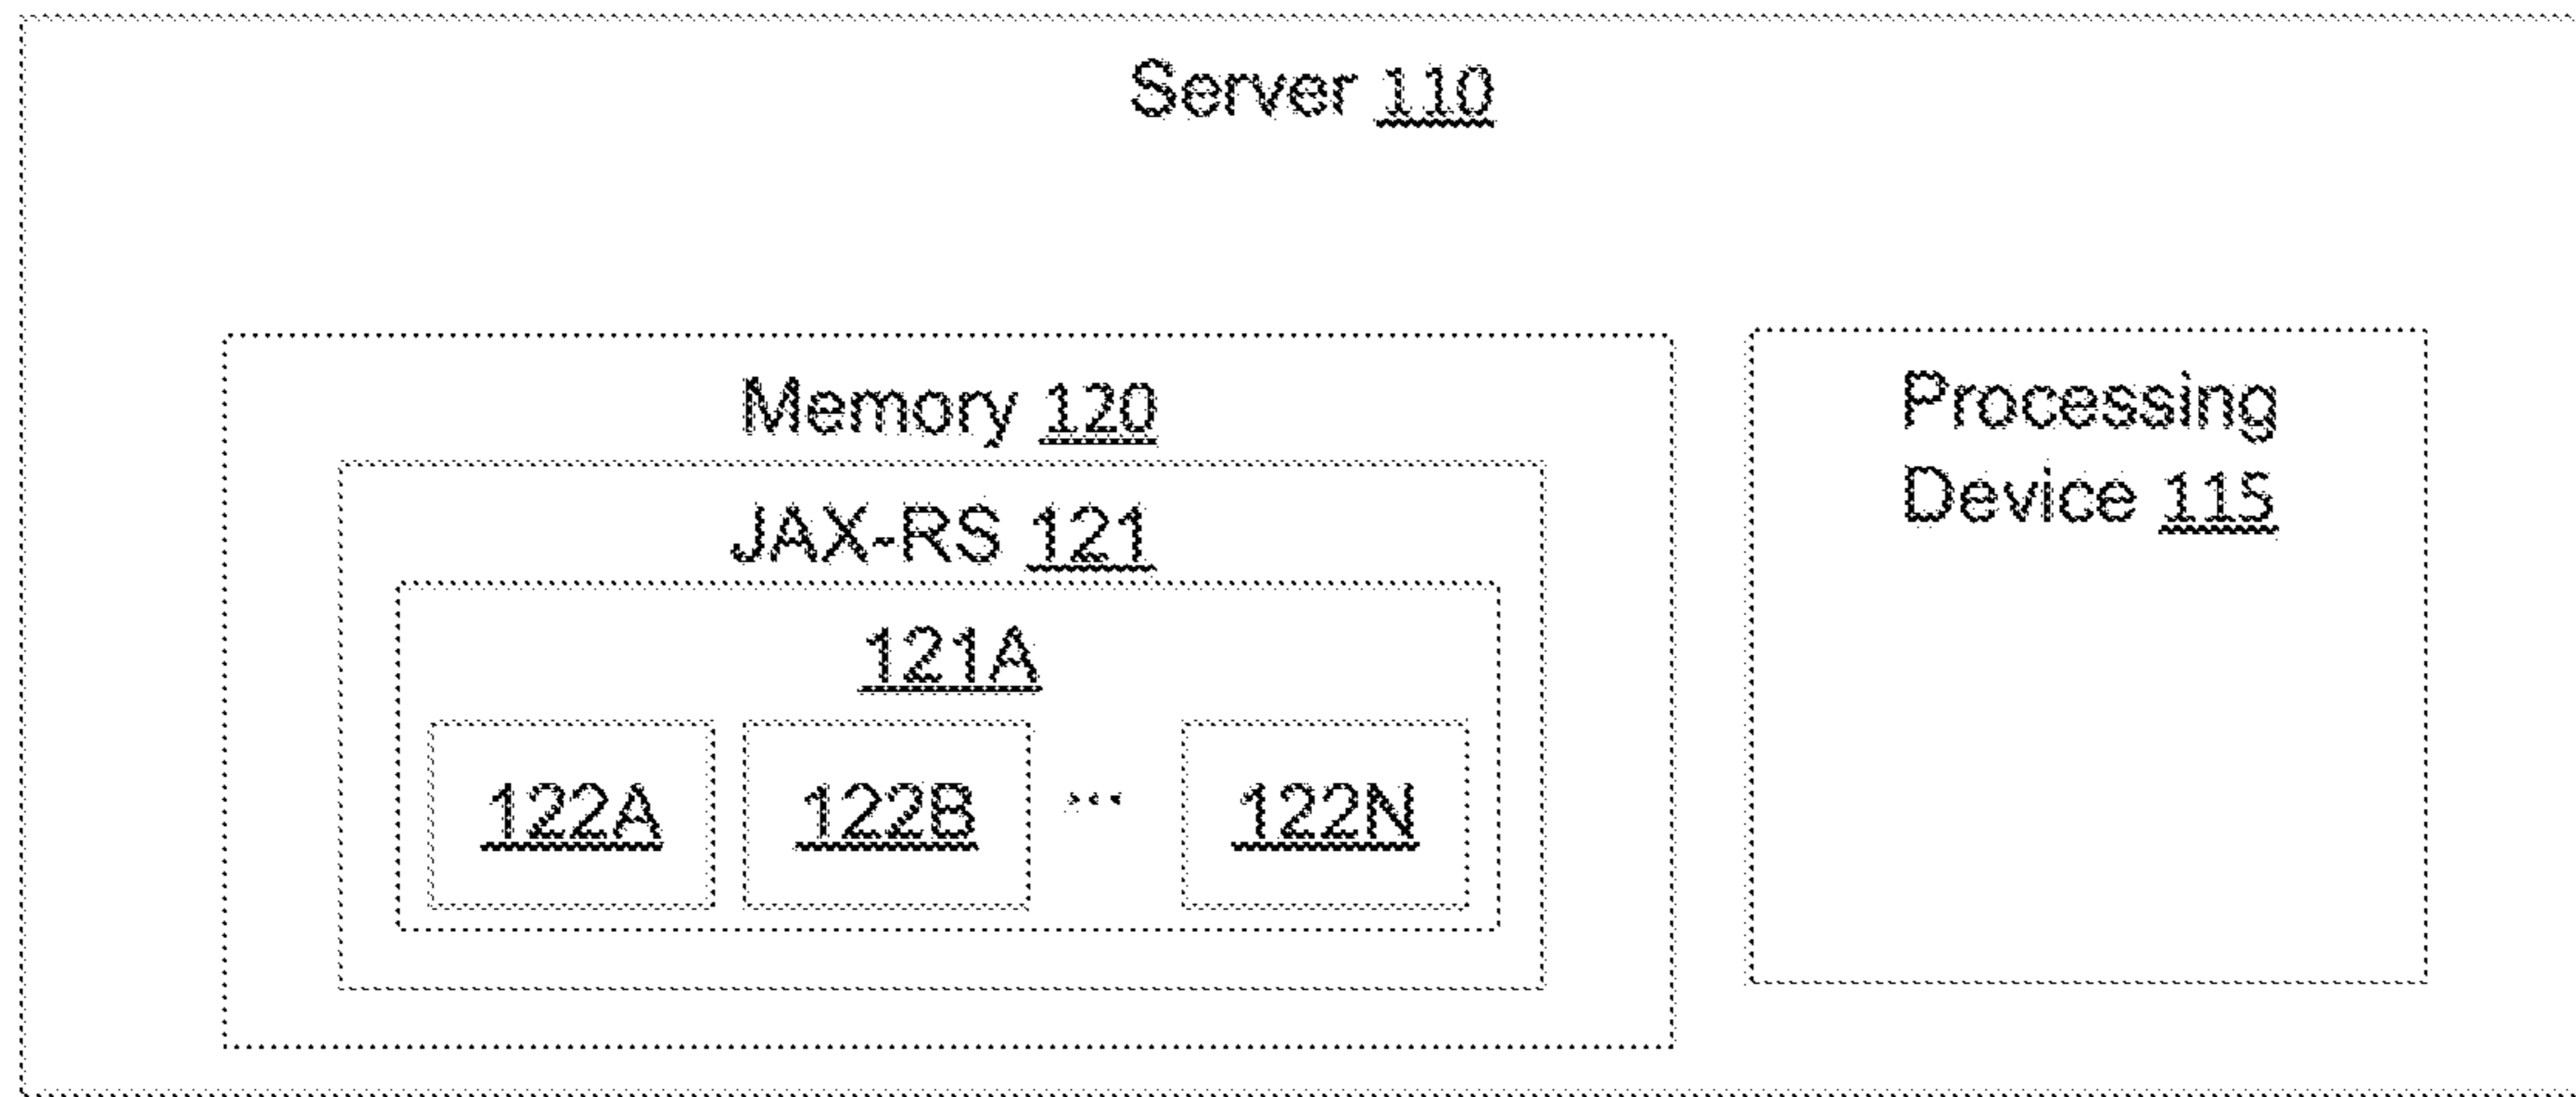 Server 110
Memory 120
Processing
Device 115
JAX-RS 121
121A
122A 122B ... 122N